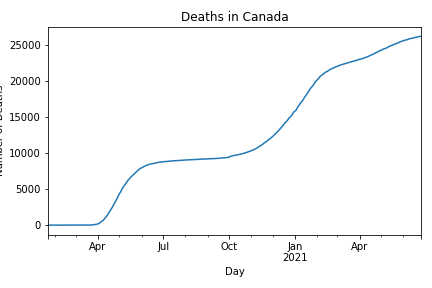 Deaths in Canada
25000
20000
15000
10000
5000
0
Number of Deaths
Apr
Jul
Oct
Jan
2021
Apr
Day